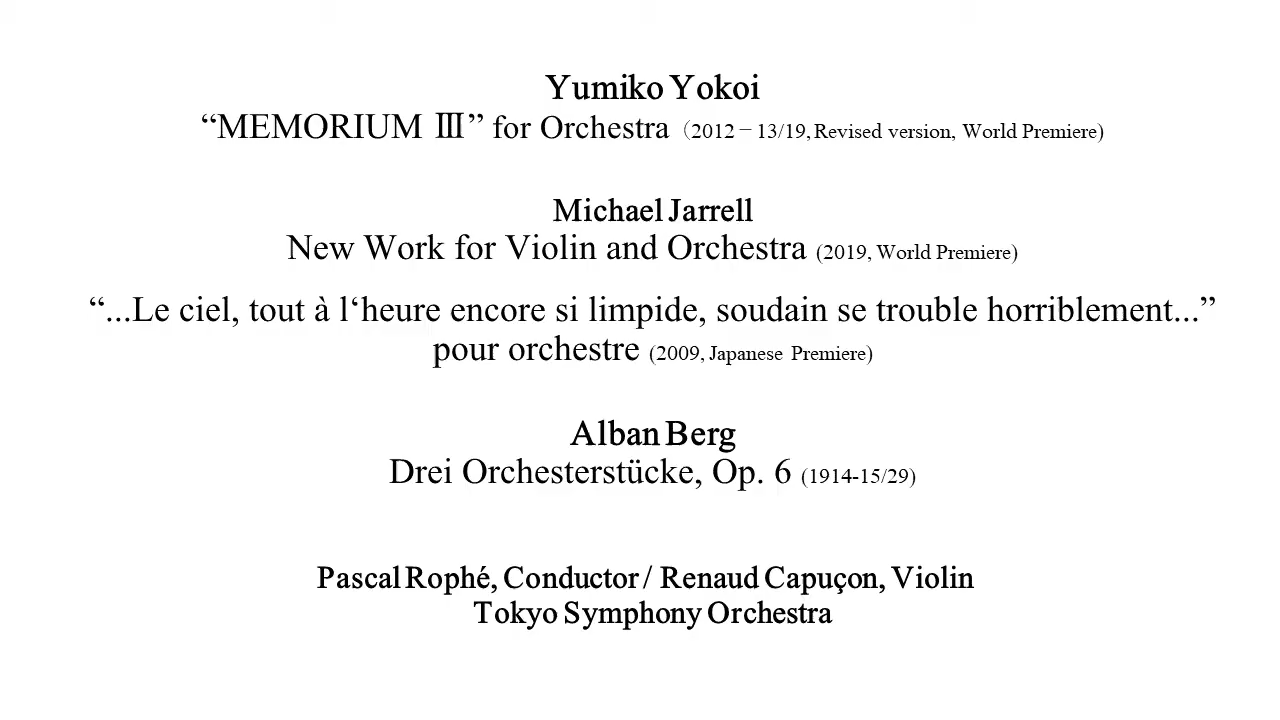 Yumiko Yokoi
“MEMORIUM Ⅲ” for Orchestra（2012－13/19, Revised version, World Premiere)
Michael Jarrell
New Work for Violin and Orchestra (2019, World Premiere)
“...Le ciel, tout à l‘heure encore si limpide, soudain se trouble horriblement...”
pour orchestre (2009, Japanese Premiere)
Alban Berg
Drei Orchesterstücke, Op. 6 (1914-15/29)
Pascal Rophé, Conductor / Renaud Capuçon, Violin
Tokyo Symphony Orchestra